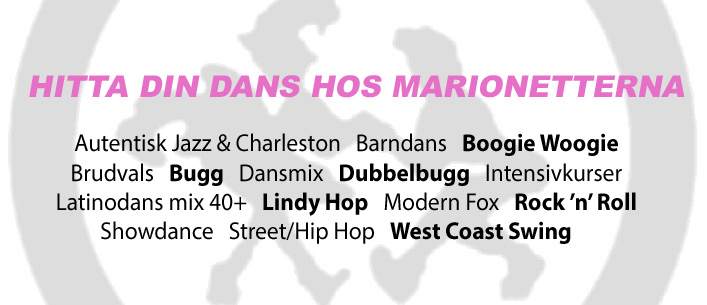 HITTA DIN DANS HOS MARIONETTERNA
Autentisk Jazz & Charleston Barndans Boogie Woogie
Brudvals Bugg Dansmix Dubbelbugg Intensivkurser
Latinodans mix 40+ Lindy Hop Modern Fox Rock ’n’ Roll
Showdance Street/Hip Hop West Coast Swing